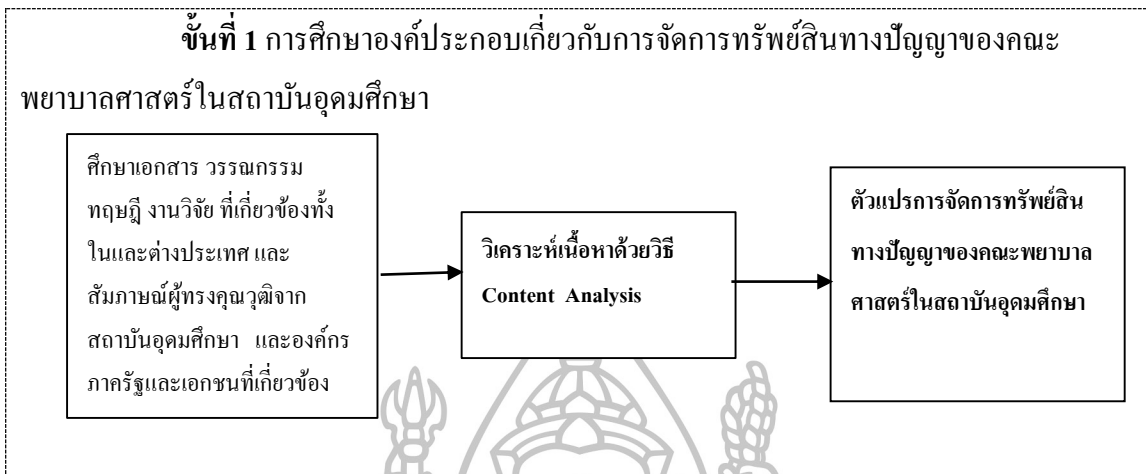 ขั้นที่ 1 การศึกษาองค์ประกอบเกี่ยวกับการจัดการทรัพย์สินทางปัญญาของคณะ
พยาบาลศาสตร์ในสถาบันอุดมศึกษา
ศึกษาเอกสาร วรรณกรรม
ทฤษฎี งานวิจัย ที่เกี่ยวข้องทั้ง
ในและต่างประเทศ และ
สัมภาษณ์ผู้ทรงคุณวุฒิจาก
สถาบันอุดมศึกษา และองค์กร
ภาครัฐและเอกชนที่เกี่ยวข้อง
วิเคราะห์เนื้อหาด้วยวิธี
Content Analysis
ตัวแปรการจัดการทรัพย์สิน
ทางปัญญาของคณะพยาบาล
ศาสตร์ในสถาบันอุดมศึกษา